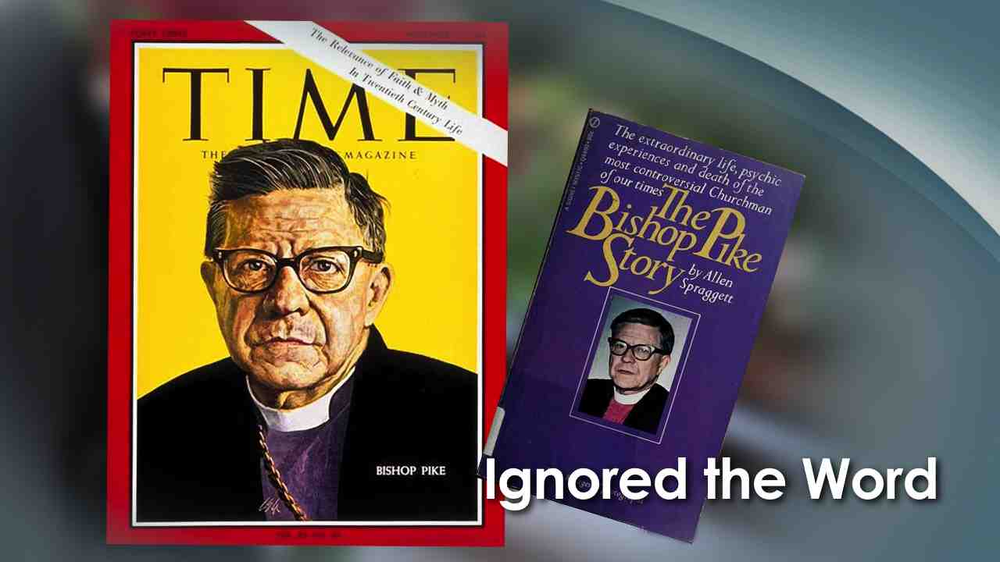 The Relevance of Faith & Myth
In Twentieth Century Life
TIME
THE MAGAZINE
BISHOP PIKE
The extraordinary life, psychic
experiences and death of the
most controversial Churchman
of our times
The
Bishop Pike
Story
by Allen
Spraggett
Ignored the Word